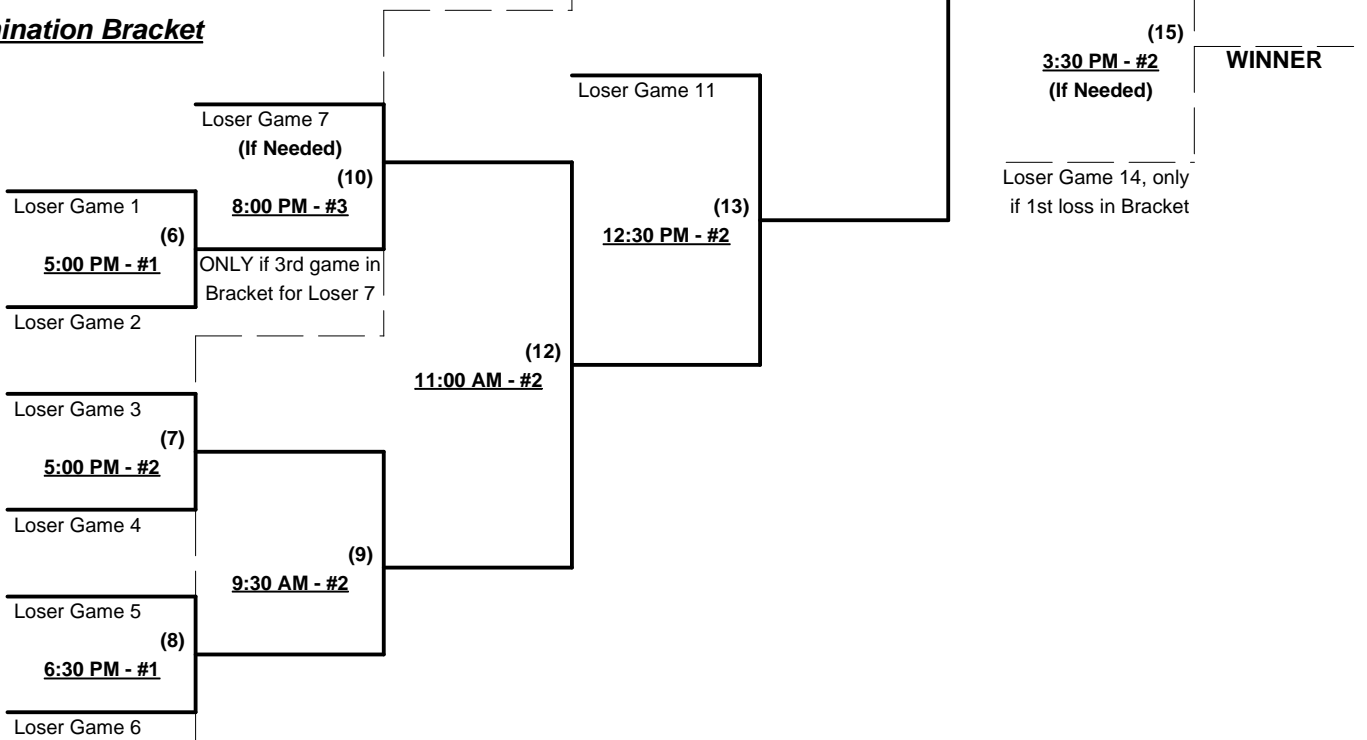 Bracket
(15)
3:30 PM - #2
WINNER
(If Needed)
Loser Game 11
Loser Game 7
(If Needed)
(10)
8:00 PM - #3
Loser Game 14, only
if 1st loss in Bracket
Loser Game 1
(6)
5:00 PM - #1
(13)
12:30 PM - #2
ONLY if 3rd game in
Bracket for Loser 7
Loser Game 2
(12)
11:00 AM - #2
Loser Game 3
(7)
5:00 PM - #2
Loser Game 4
(9)
9:30 AM - #2
Loser Game 5
(8)
6:30 PM - #1
Loser Game 6